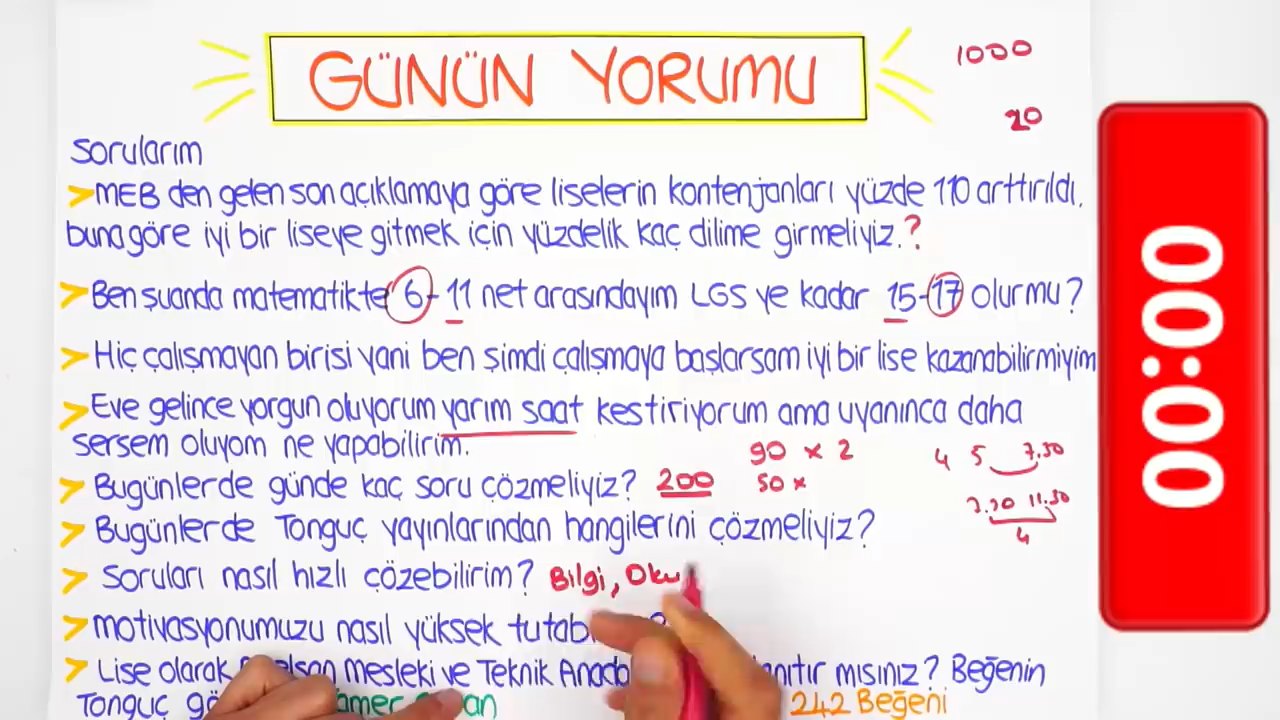 GÜNÜN YORUMU
1000
20
Sorularım
➤MEB den gelen son açıklamaya göre liselerin kontenjanları yüzde 110 arttırıldı.
buna göre iyi bir liseye gitmek için yüzdelik kaç dilime girmeliyiz.?
➤Ben şuanda matematikte 6-11 net arasındayım LGS ye kadar 15-17 olurmu?
➤Hiç çalışmayan birisi yani ben şimdi çalışmaya başlarsam iyi bir lise kazanabilirmiyim
➤Eve gelince yorgun oluyorum yarım saat kestiriyorum ama uyanınca daha
sersem oluyom ne yapabilirim.
90 x 2
4 5 7.30
➤Bugünlerde günde kaç soru çözmeliyiz? 200
50 x
11.30
4
➤Bugünlerde Tonguç yayınlarından hangilerini çözmeliyiz?
➤Soruları nasıl hızlı çözebilirim? Bilgi, Oku
➤motivasyonumuzu nasıl yüksek
➤Lise olarak Mesleki ve Teknik mısınız? Beğenin
Tonguç
242 Beğeni
00:00